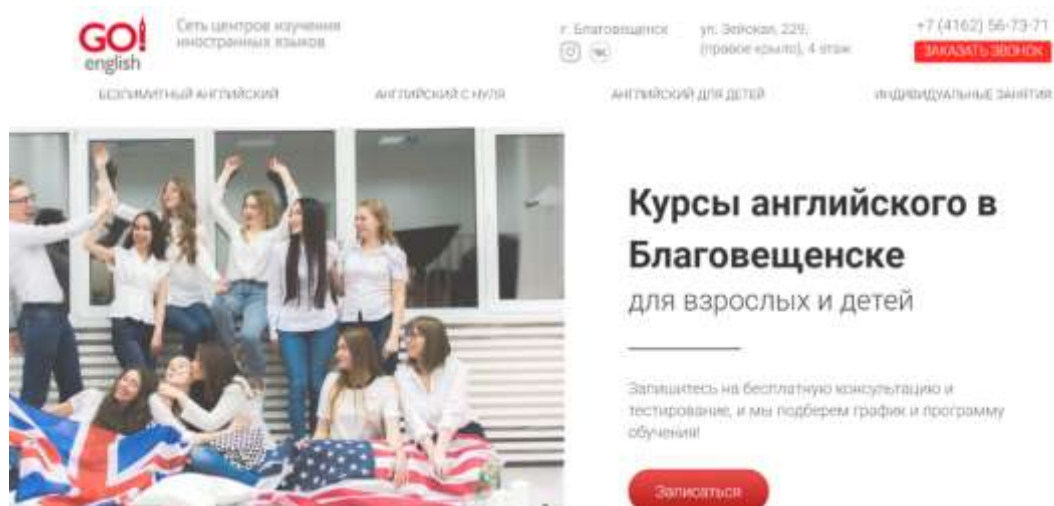 GO!
english
Сеть центров изучения
иностранных языков
г. Благовещенск
ул. Зейская, 229,
(правое крыло), 4 этаж
+7 (4162) 56-73-71
ЗАКАЗАТЬ ЗВОНОК
БЕЗЛИМИТНЫЙ АНГЛИЙСКИЙ
АНГЛИЙСКИЙ С НУЛЯ
АНГЛИЙСКИЙ ДЛЯ ДЕТЕЙ
ИНДИВИДУАЛЬНЫЕ ЗАНЯТИЯ
Курсы английского в
Благовещенске
для взрослых и детей
Запишитесь на бесплатную консультацию и
тестирование, и мы подберем график и программу
обучения!
Записаться